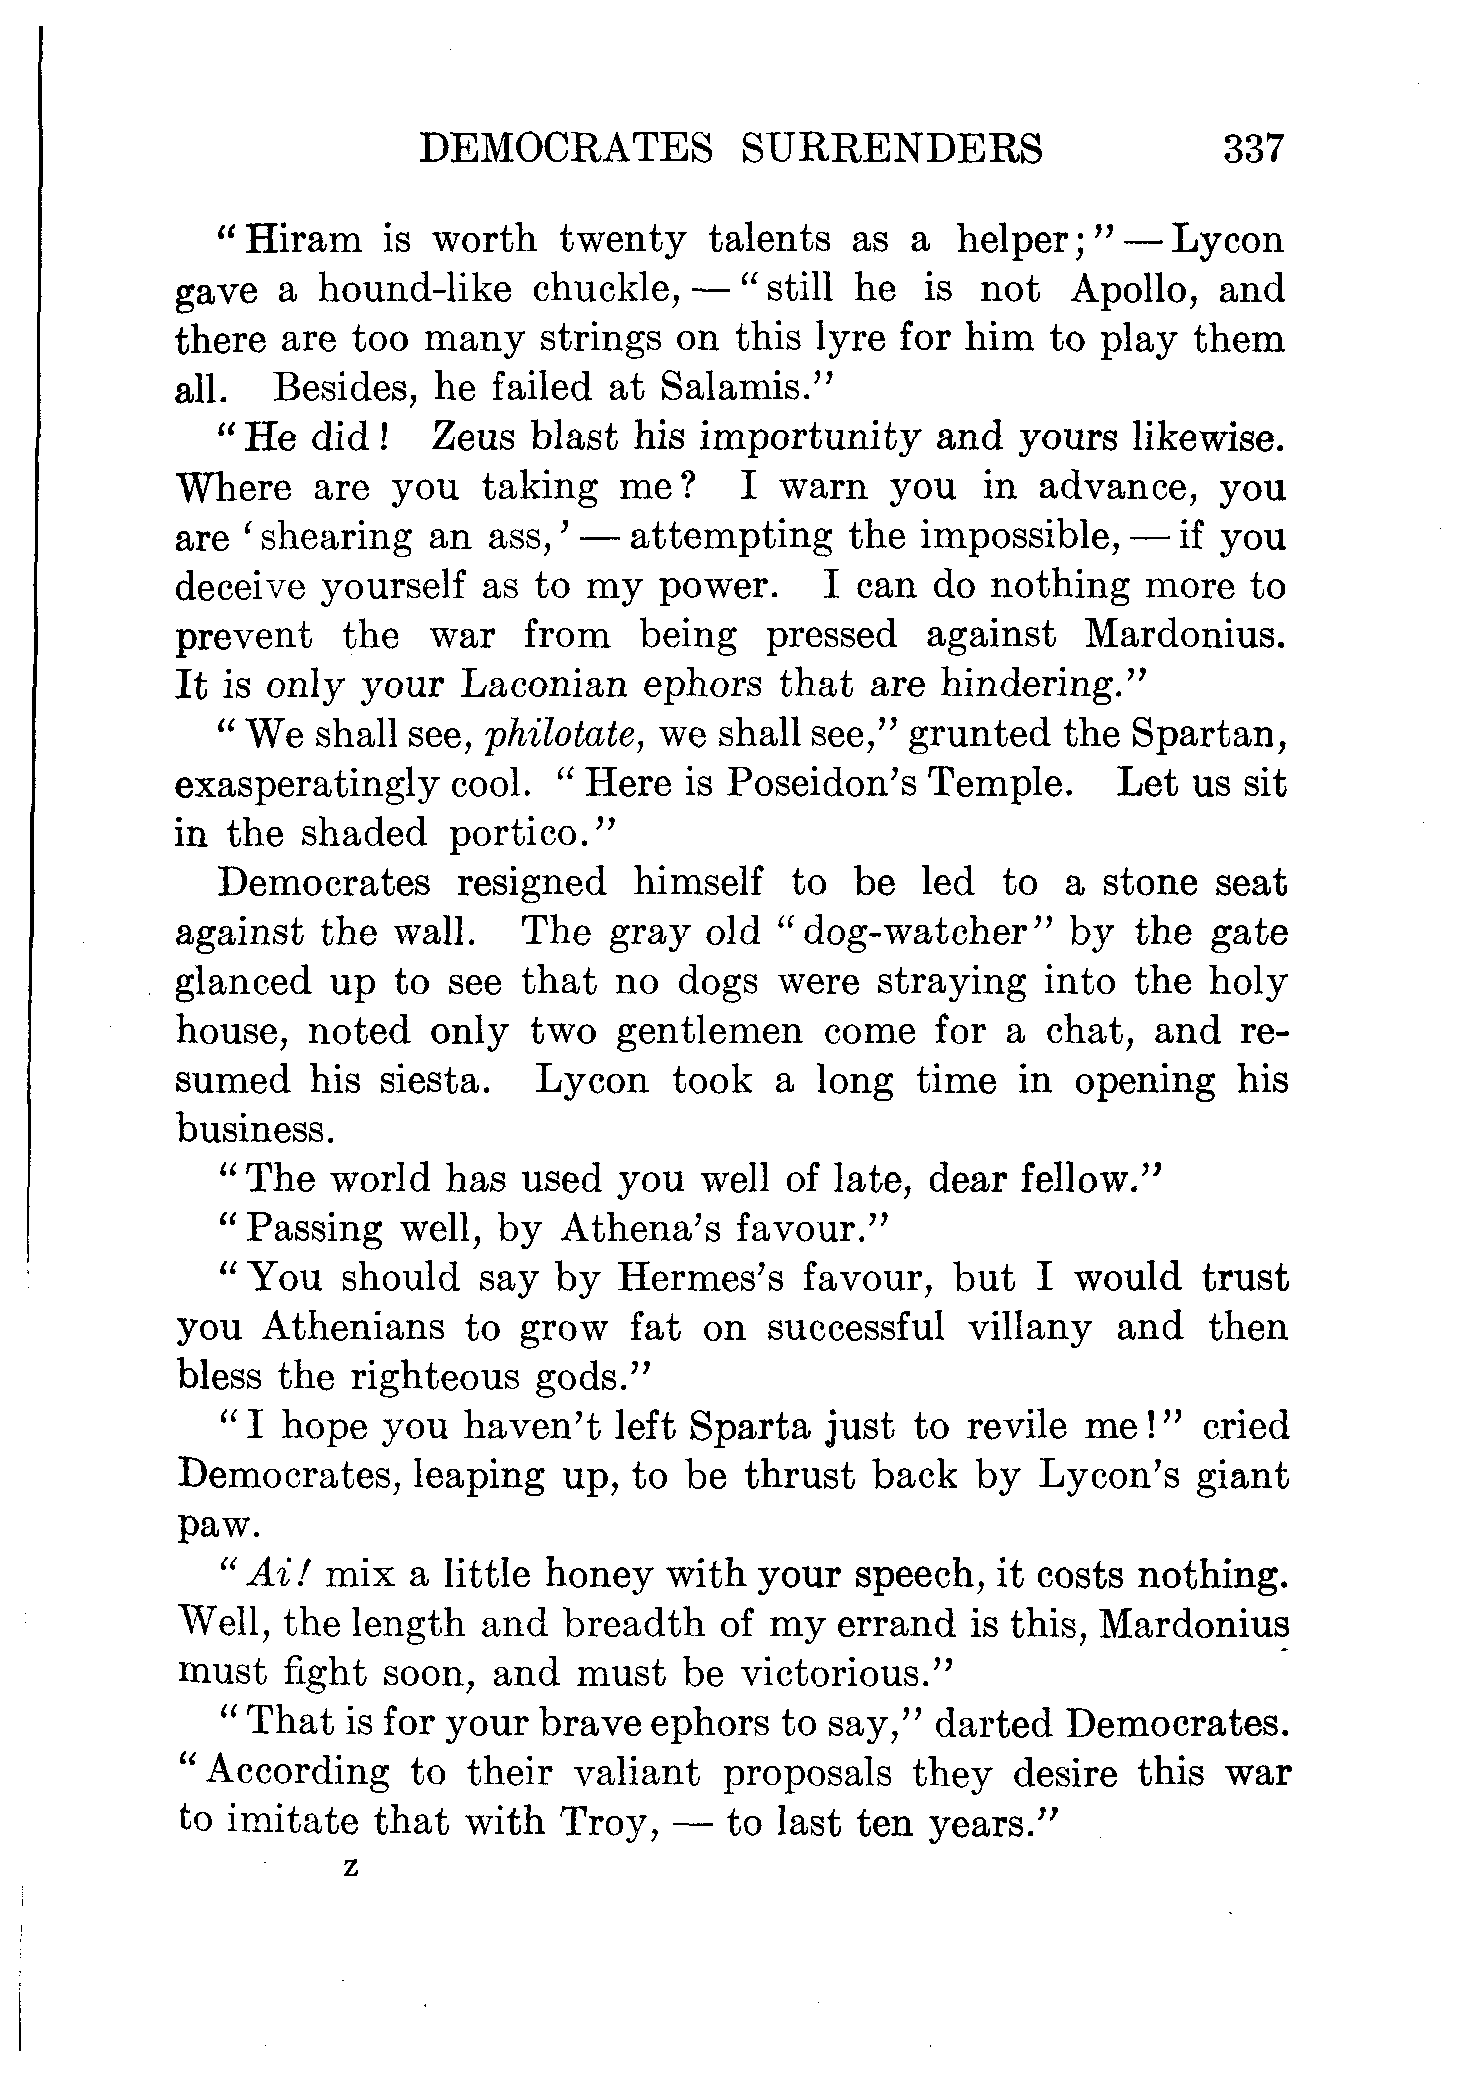 DEMOCRATES SURRENDERS 337
"Hiram is worth twenty talents as a helper;" — Lycon
gave a hound-like chuckle, — "still he is not Apollo, and
there are too many strings on this lyre for him to play them
all. Besides, he failed at Salamis."
"He did! Zeus blast his importunity and yours likewise.
Where are you taking me? I warn you in advance, you
are 'shearing an ass,' — attempting the impossible, — if you
deceive yourself as to my power. I can do nothing more to
prevent the war from being pressed against Mardonius.
It is only your Laconian ephors that are hindering."
"We shall see, philotate, we shall see," grunted the Spartan,
exasperatingly cool. "Here is Poseidon's Temple. Let us sit
in the shaded portico."
Democrates resigned himself to be led to a stone seat
against the wall. The gray old "dog-watcher" by the gate
glanced up to see that no dogs were straying into the holy
house, noted only two gentlemen come for a chat, and re-
sumed his siesta. Lycon took a long time in opening his
business.
"The world has used you well of late, dear fellow."
"Passing well, by Athena's favour."
"You should say by Hermes's favour, but I would trust
you Athenians to grow fat on successful villany and then
bless the righteous gods."
"I hope you haven't left Sparta just to revile me!" cried
Democrates, leaping up, to be thrust back by Lycon's giant
paw.
"Ai! mix a little honey with your speech, it costs nothing.
Well, the length and breadth of my errand is this, Mardonius
must fight soon, and must be victorious."
"That is for your brave ephors to say," darted Democrates.
"According to their valiant proposals they desire this war
to imitate that with Troy, — to last ten years."
z